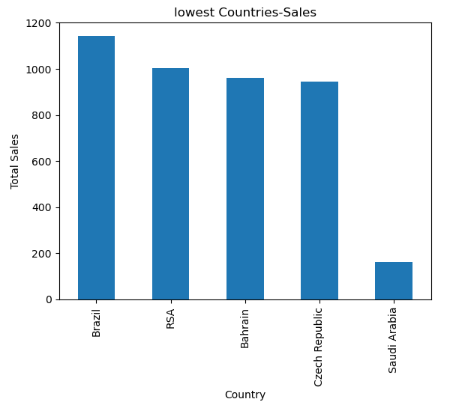 lowest Countries-Sales
1200
1000
800
600
400
200
0
Total Sales
Brazil
RSA
Bahrain
Czech Republic
Saudi Arabia
Country